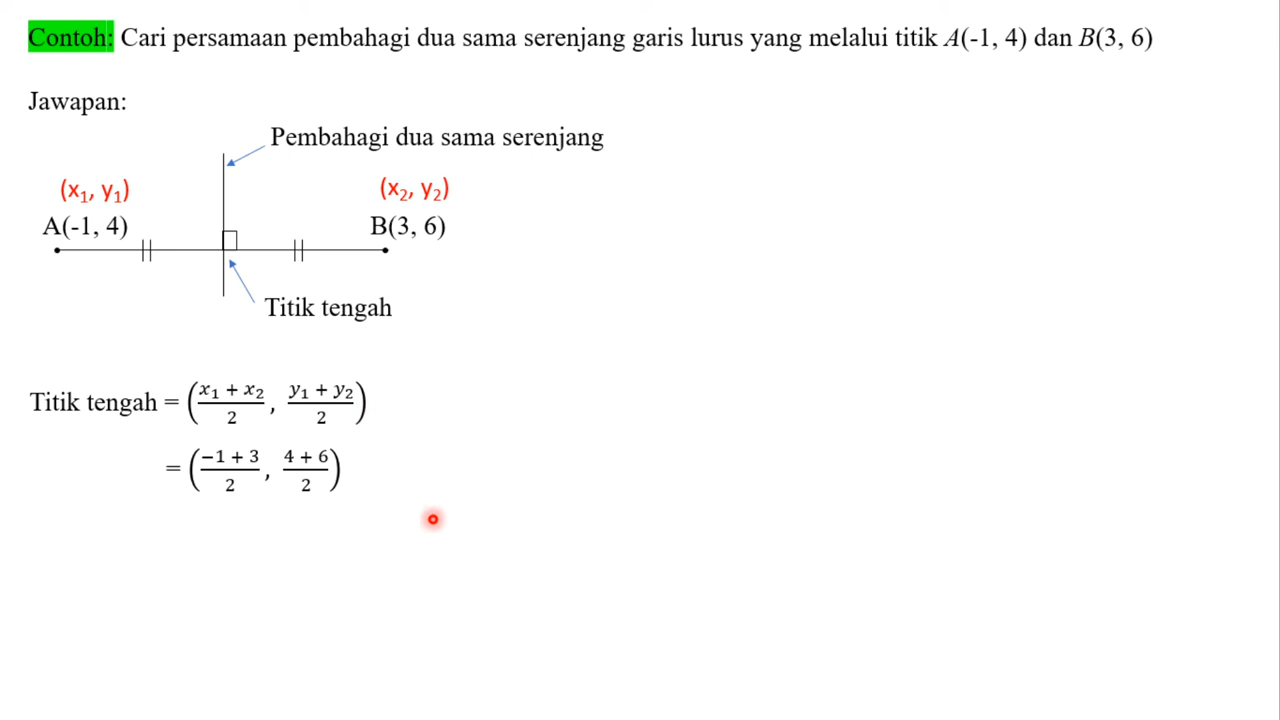 Contoh: Cari persamaan pembahagi dua sama serenjang garis lurus yang melalui titik A(-1, 4) dan B(3, 6)
Jawapan:
Pembahagi dua sama serenjang
(x₁, y₁) (x₂, y₂)
A(-1, 4) B(3, 6)
Titik tengah
Titik tengah = ((x₁ + x₂)/2, (y₁ + y₂)/2)
= ((−1 + 3)/2, (4 + 6)/2)